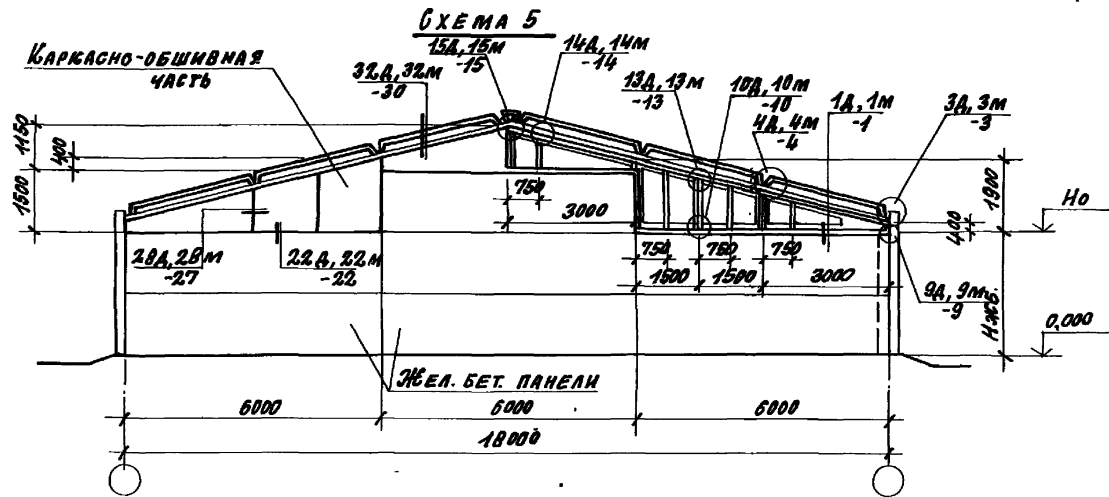 СХЕМА 5
КАРКАСНО-ОБШИВНАЯ
ЧАСТЬ
15Д, 15М
-15
14Д, 14М
-14
32Д, 32М
-30
13Д, 13М
-13
10Д, 10М
-10
4Д, 4М
-4
1Д, 1М
-1
3Д, 3М
-3
1150
400
1500
750
3000
1900
400
Но
28Д, 28М
-27
22Д, 22М
-22
750
750
750
1500
1500
3000
9Д, 9М
-9
Нжб.
0,000
ЖЕЛ. БЕТ. ПАНЕЛИ
6000
6000
6000
18000